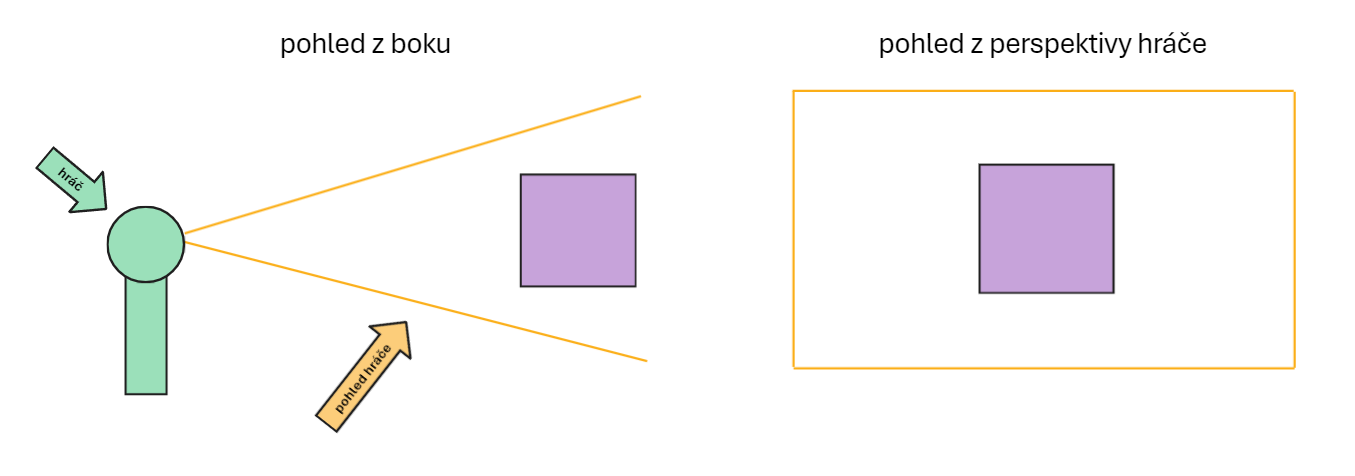 pohled z boku
pohled z perspektivy hráče
hráč
pohled hráče